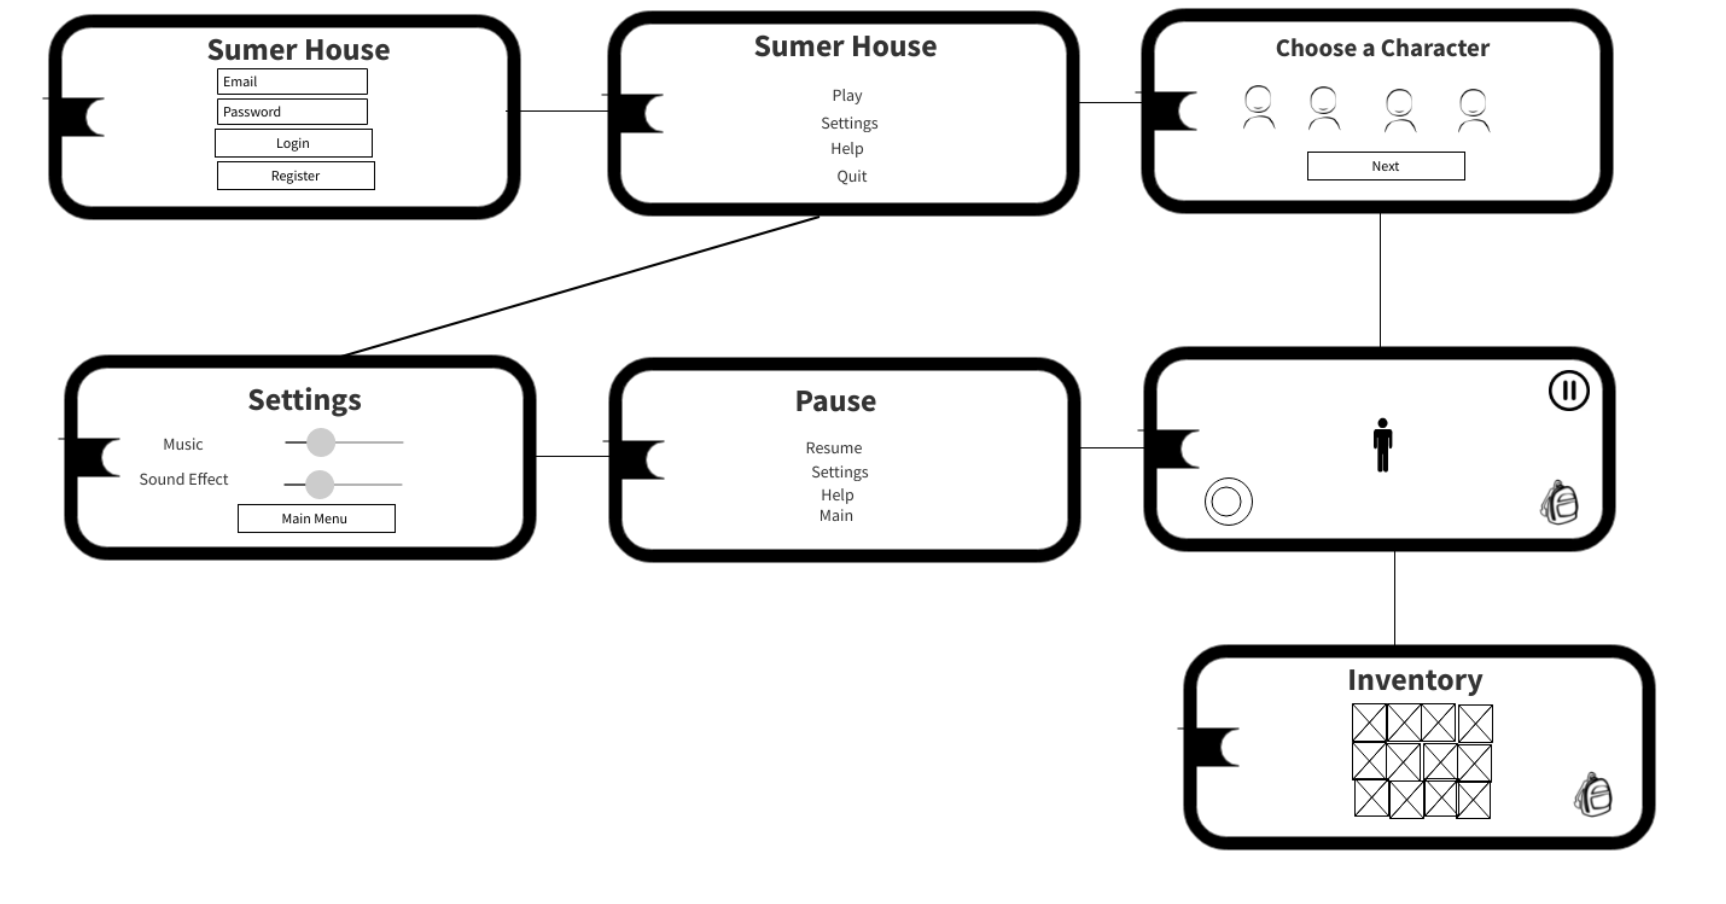 Sumer House
Email
Password
Login
Register
Sumer House
Play
Settings
Help
Quit
Choose a Character
Next
Settings
Music
Sound Effect
Main Menu
Pause
Resume
Settings
Help
Main
Inventory